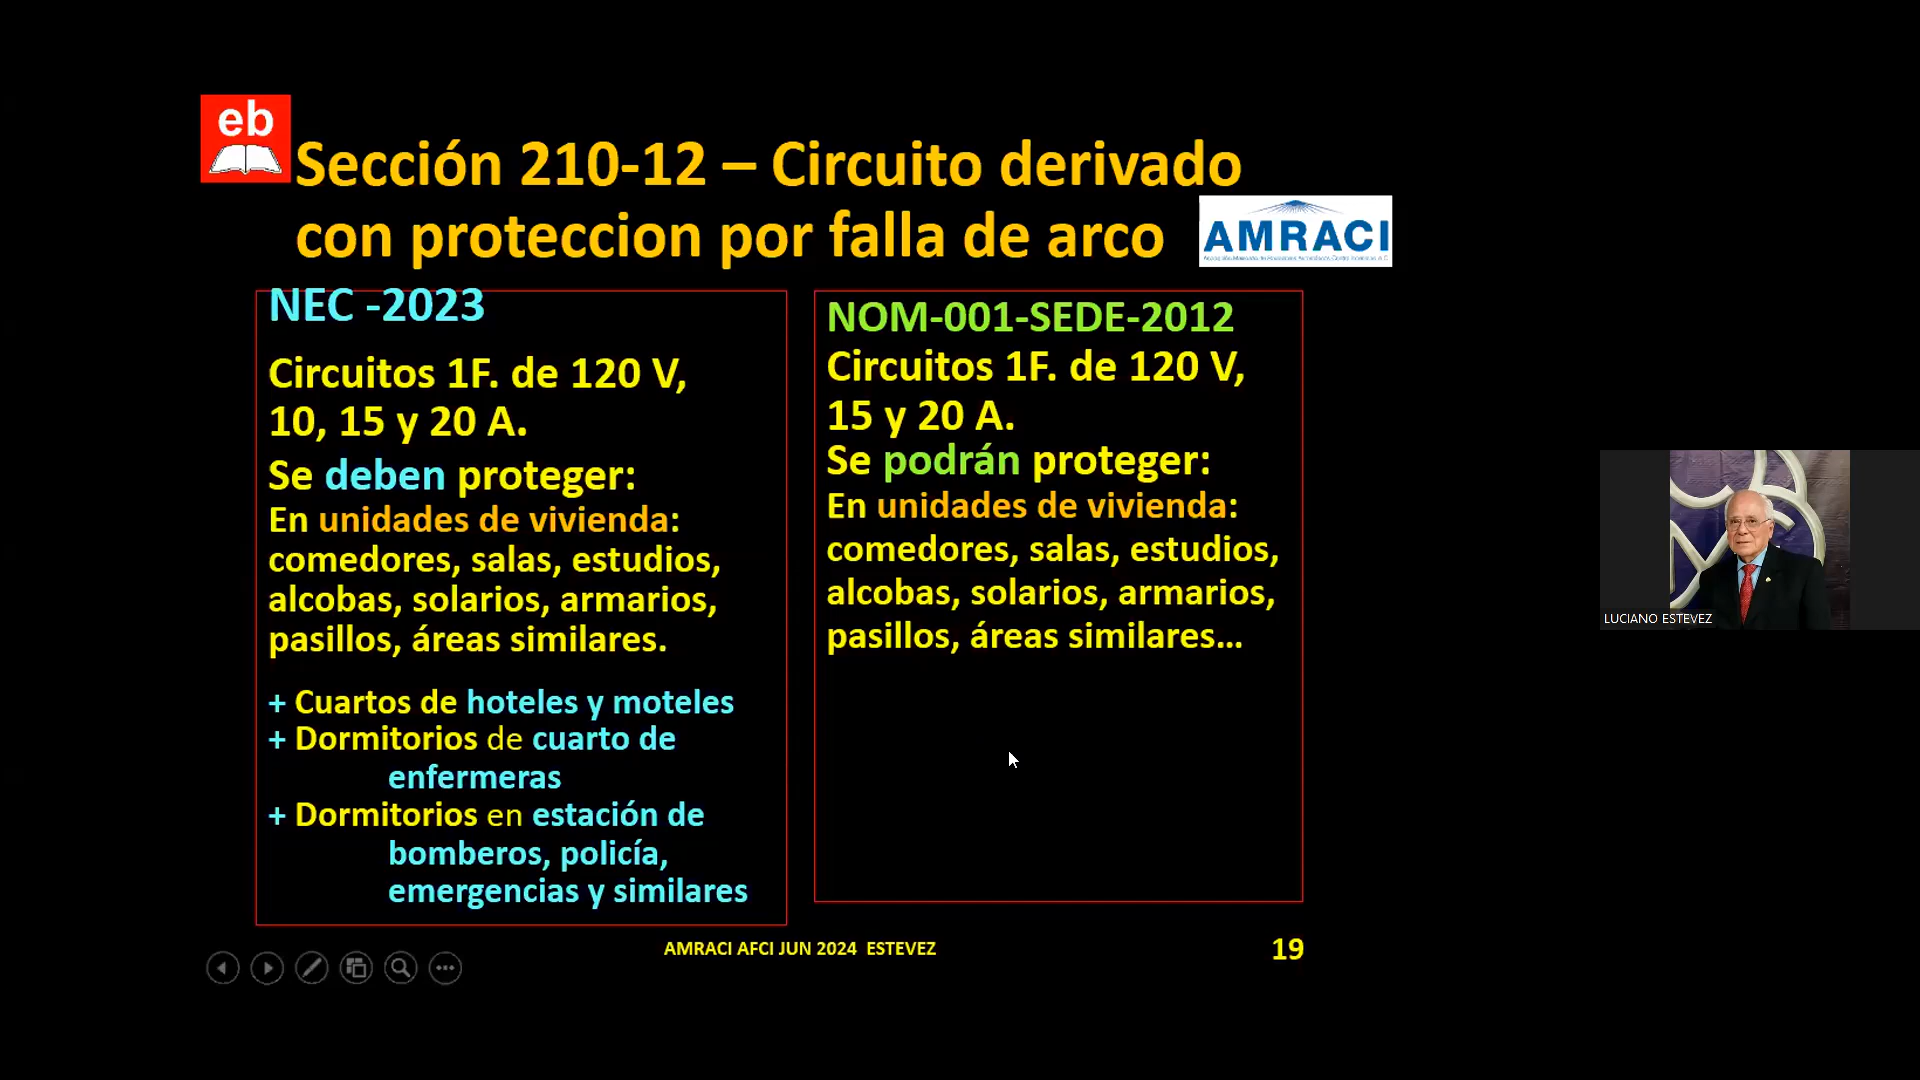 eb
Sección 210-12 – Circuito derivado
con proteccion por falla de arco
AMRACI
NEC -2023
Circuitos 1F. de 120 V,
10, 15 y 20 A.
Se deben proteger:
En unidades de vivienda:
comedores, salas, estudios,
alcobas, solarios, armarios,
pasillos, áreas similares.
+ Cuartos de hoteles y moteles
+ Dormitorios de cuarto de
enfermeras
+ Dormitorios en estación de
bomberos, policía,
emergencias y similares
NOM-001-SEDE-2012
Circuitos 1F. de 120 V,
15 y 20 A.
Se podrán proteger:
En unidades de vivienda:
comedores, salas, estudios,
alcobas, solarios, armarios,
pasillos, áreas similares...
AMRACI AFCI JUN 2024 ESTEVEZ
19
LUCIANO ESTEVEZ